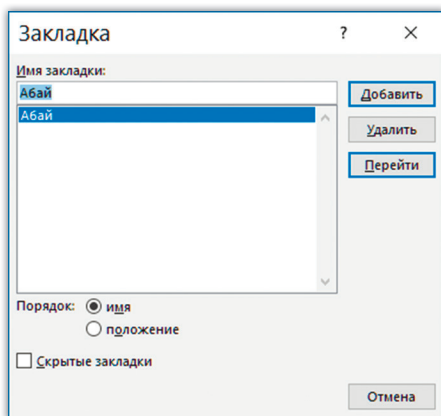 Закладка ?
Имя закладки:
Абай
Абай
Добавить
Удалить
Перейти
Порядок: имя
положение
Скрытые закладки
Отмена